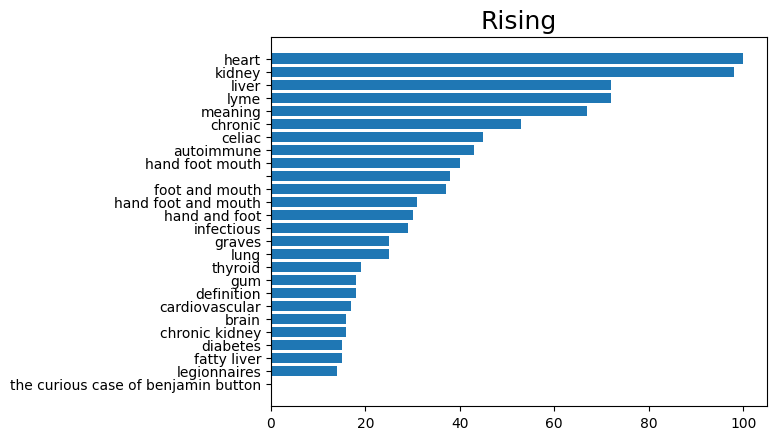 Rising
heart
kidney
liver
lyme
meaning
chronic
celiac
autoimmune
hand foot mouth
foot and mouth
hand foot and mouth
hand and foot
infectious
graves
lung
thyroid
gum
definition
cardiovascular
brain
chronic kidney
diabetes
fatty liver
legionnaires
the curious case of benjamin button
0 20 40 60 80 100